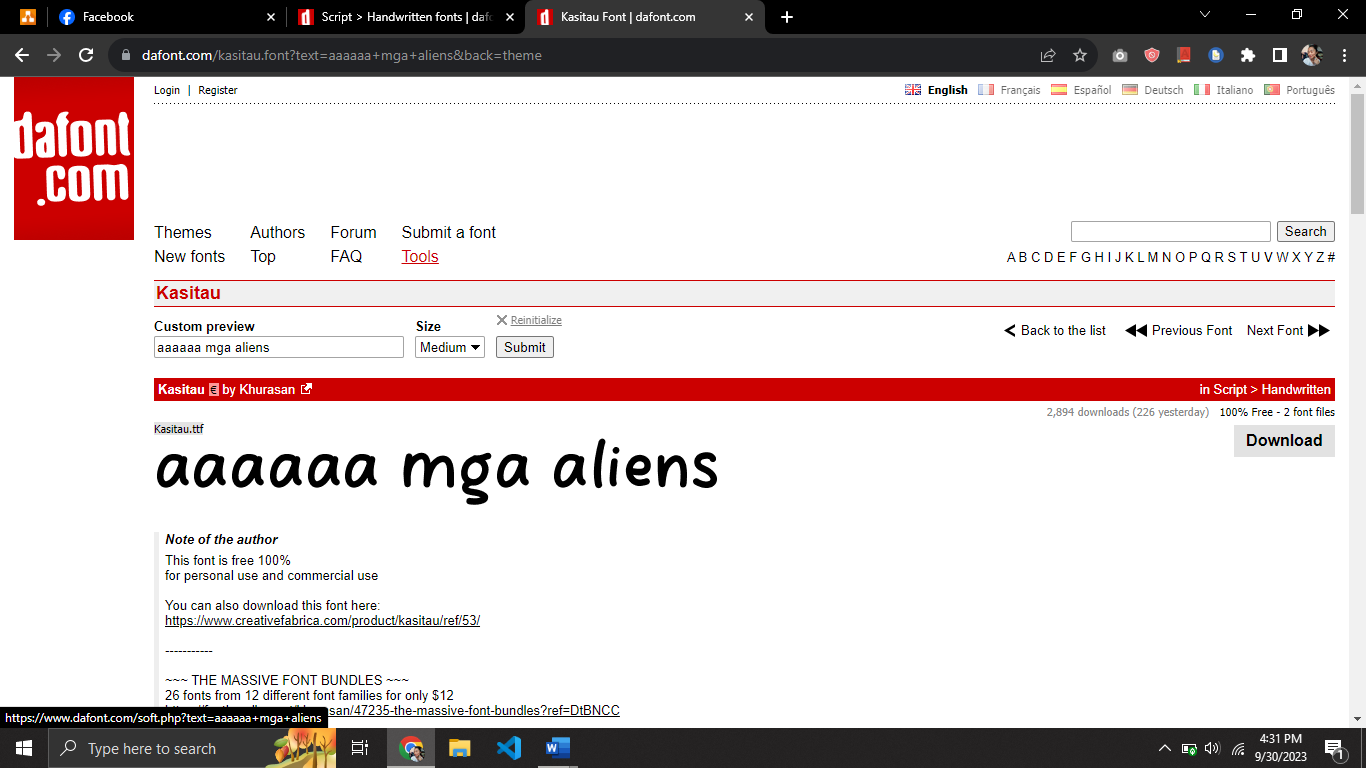 Facebook
Script > Handwritten fonts | daf
Kasitau Font | dafont.com
dafont.com/kasitau.font?text=aaaaaa+mga+aliens&back=theme
dafont
.com
Login | Register
English Français Español Deutsch Italiano Português
Themes Authors Forum Submit a font
Search
New fonts Top FAQ Tools
A B C D E F G H I J K L M N O P Q R S T U V W X Y Z #
Kasitau
Custom preview Size Reinitialize
aaaaaa mga aliens Medium Submit
Back to the list Previous Font Next Font
Kasitau € by Khurasan in Script > Handwritten
2,894 downloads (226 yesterday) 100% Free - 2 font files
Kasitau.ttf
Download
aaaaaa mga aliens
Note of the author
This font is free 100%
for personal use and commercial use
You can also download this font here:
https://www.creativefabrica.com/product/kasitau/ref/53/
-----------
~~~ THE MASSIVE FONT BUNDLES ~~~
26 fonts from 12 different font families for only $12
san/47235-the-massive-font-bundles?ref=DtBNCC
https://www.dafont.com/soft.php?text=aaaaaa+mga+aliens
Type here to search
4:31 PM
9/30/2023
1